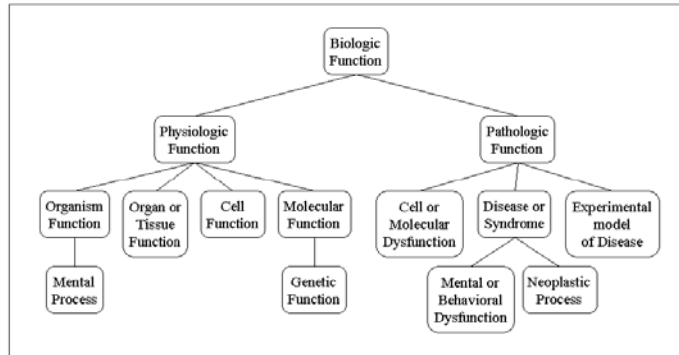 Biologic
Function
Physiologic
Function
Pathologic
Function
Organism
Function
Organ or
Tissue
Function
Cell
Function
Molecular
Function
Cell or
Molecular
Dysfunction
Disease or
Syndrome
Experimental
model
of Disease
Mental
Process
Genetic
Function
Mental or
Behavioral
Dysfunction
Neoplastic
Process